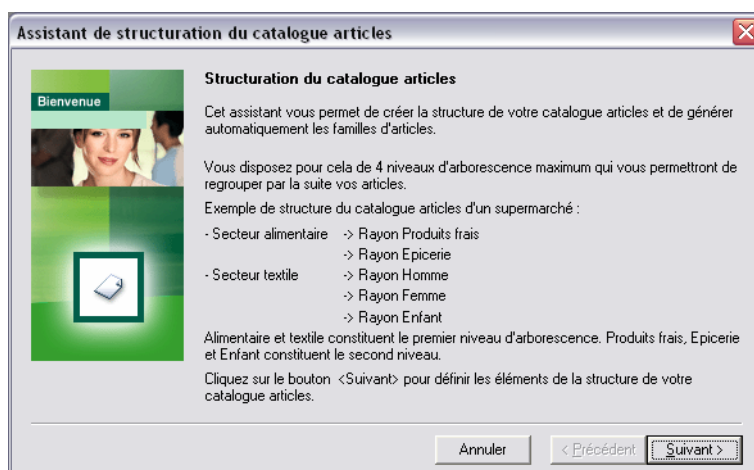 Assistant de structuration du catalogue articles
Bienvenue
Structuration du catalogue articles
Cet assistant vous permet de créer la structure de votre catalogue articles et de générer
automatiquement les familles d'articles.
Vous disposez pour cela de 4 niveaux d'arborescence maximum qui vous permettront de
regrouper par la suite vos articles.
Exemple de structure du catalogue articles d'un supermarché :
- Secteur alimentaire -> Rayon Produits frais
-> Rayon Epicerie
- Secteur textile -> Rayon Homme
-> Rayon Femme
-> Rayon Enfant
Alimentaire et textile constituent le premier niveau d'arborescence. Produits frais, Epicerie
et Enfant constituent le second niveau.
Cliquez sur le bouton <Suivant> pour définir les éléments de la structure de votre
catalogue articles.
Annuler < Précédent Suivant >